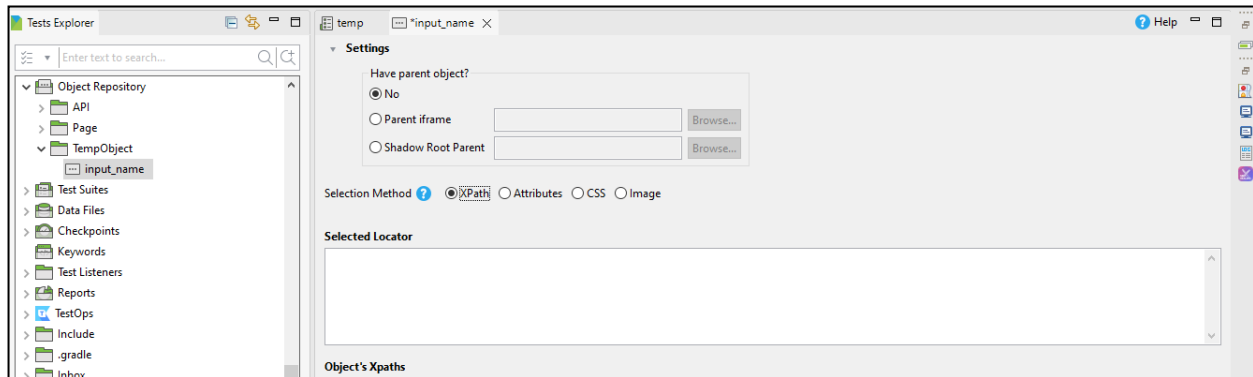 Tests Explorer
Enter text to search...
Object Repository
API
Page
TempObject
input_name
Test Suites
Data Files
Checkpoints
Keywords
Test Listeners
Reports
TestOps
Include
.gradle
Inbox
temp
*input_name
Help
Settings
Have parent object?
No
Parent iframe
Browse...
Shadow Root Parent
Browse...
Selection Method
XPath
Attributes
CSS
Image
Selected Locator
Object's Xpaths